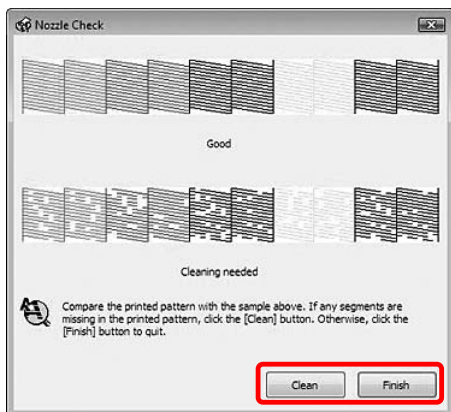 Nozzle Check
Good
Cleaning needed
Compare the printed pattern with the sample above. If any segments are
missing in the printed pattern, click the [Clean] button. Otherwise, click the
[Finish] button to quit.
Clean Finish